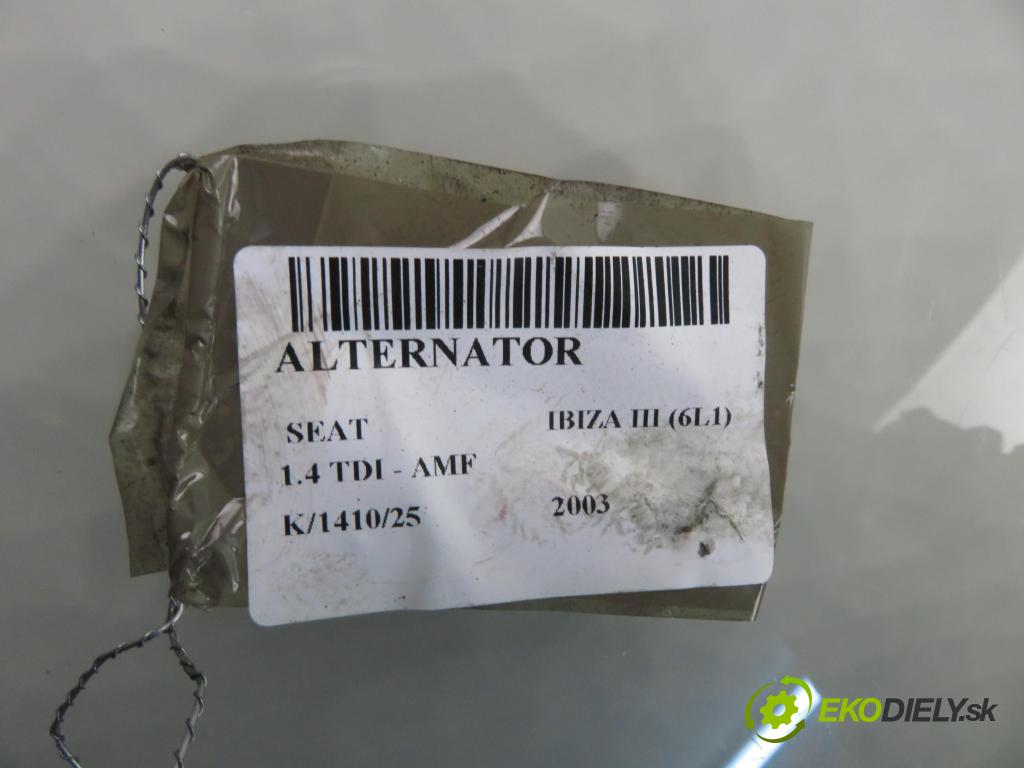 ALTERNATOR
SEAT IBIZA III (6L1)
1.4 TDI - AMF
K/1410/25 2003
EKODIELY.sk